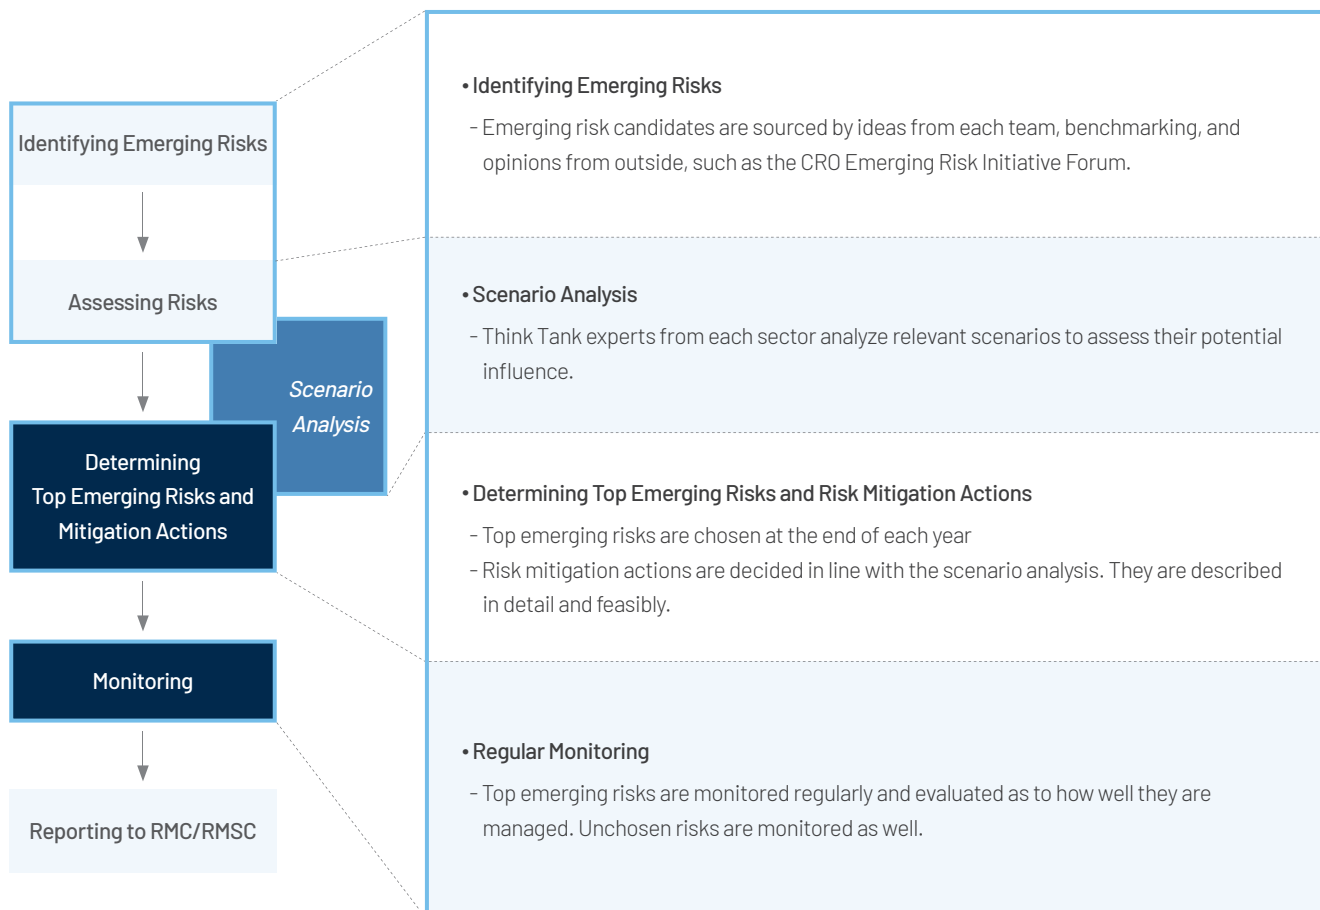 Identifying Emerging Risks
Assessing Risks
Scenario
Analysis
Determining
Top Emerging Risks and
Mitigation Actions
Monitoring
Reporting to RMC/RMSC
• Identifying Emerging Risks
- Emerging risk candidates are sourced by ideas from each team, benchmarking, and
opinions from outside, such as the CRO Emerging Risk Initiative Forum.
• Scenario Analysis
- Think Tank experts from each sector analyze relevant scenarios to assess their potential
influence.
• Determining Top Emerging Risks and Risk Mitigation Actions
- Top emerging risks are chosen at the end of each year
- Risk mitigation actions are decided in line with the scenario analysis. They are described
in detail and feasibly.
• Regular Monitoring
- Top emerging risks are monitored regularly and evaluated as to how well they are
managed. Unchosen risks are monitored as well.